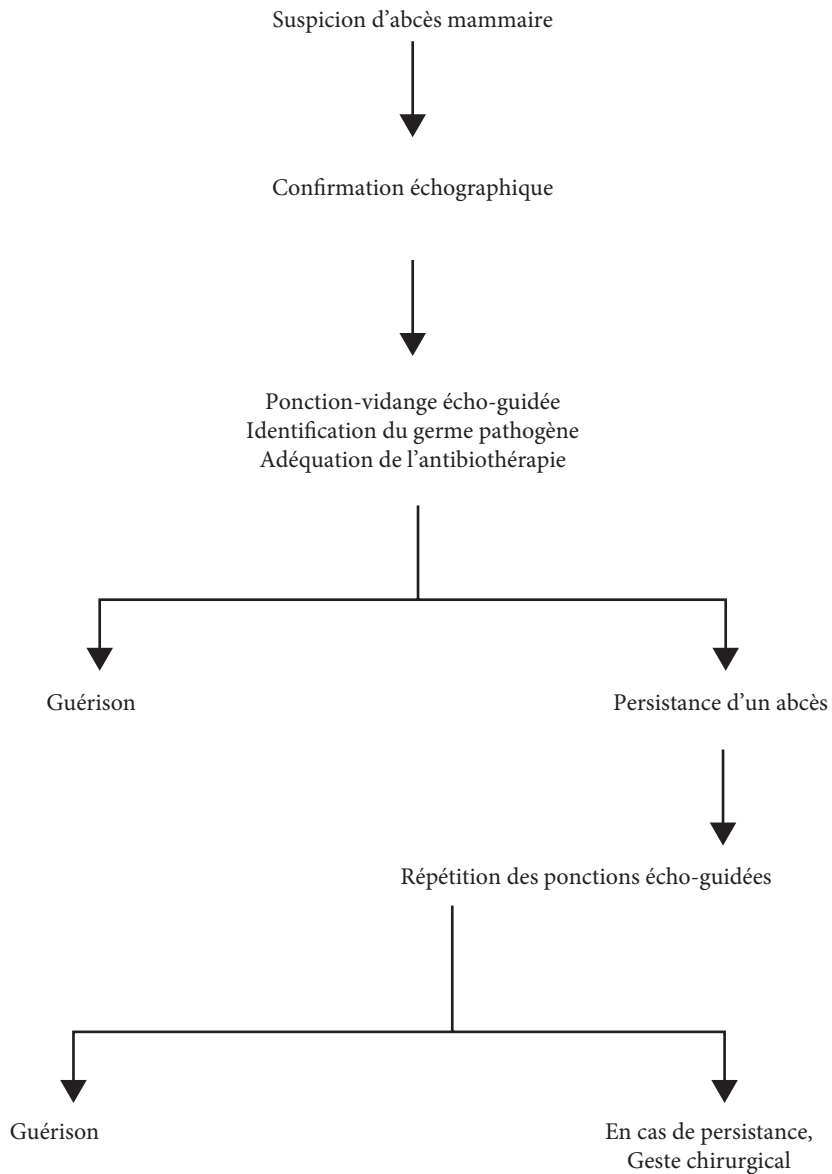 Suspicion d'abcès mammaire
Confirmation échographique
Ponction-vidange écho-guidée
Identification du germe pathogène
Adéquation de l'antibiothérapie
Guérison
Persistance d'un abcès
Répétition des ponctions écho-guidées
Guérison
En cas de persistance,
Geste chirurgical